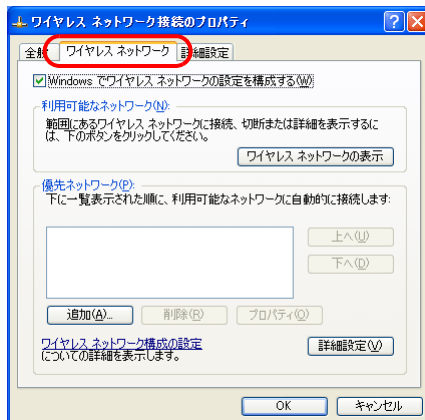 ワイヤレス ネットワーク接続のプロパティ
全般 ワイヤレス ネットワーク 詳細設定
Windows でワイヤレス ネットワークの設定を構成する(W)
利用可能なネットワーク(N):
範囲にあるワイヤレス ネットワークに接続、切断または詳細を表示するに
は、下のボタンをクリックしてください。
ワイヤレス ネットワークの表示
優先ネットワーク(P):
下に一覧表示された順に、利用可能なネットワークに自動的に接続します:
上へ(U)
下へ(D)
追加(A)... 削除(R) プロパティ(O)
ワイヤレス ネットワーク構成の設定
についての詳細を表示します。
詳細設定(V)
OK キャンセル